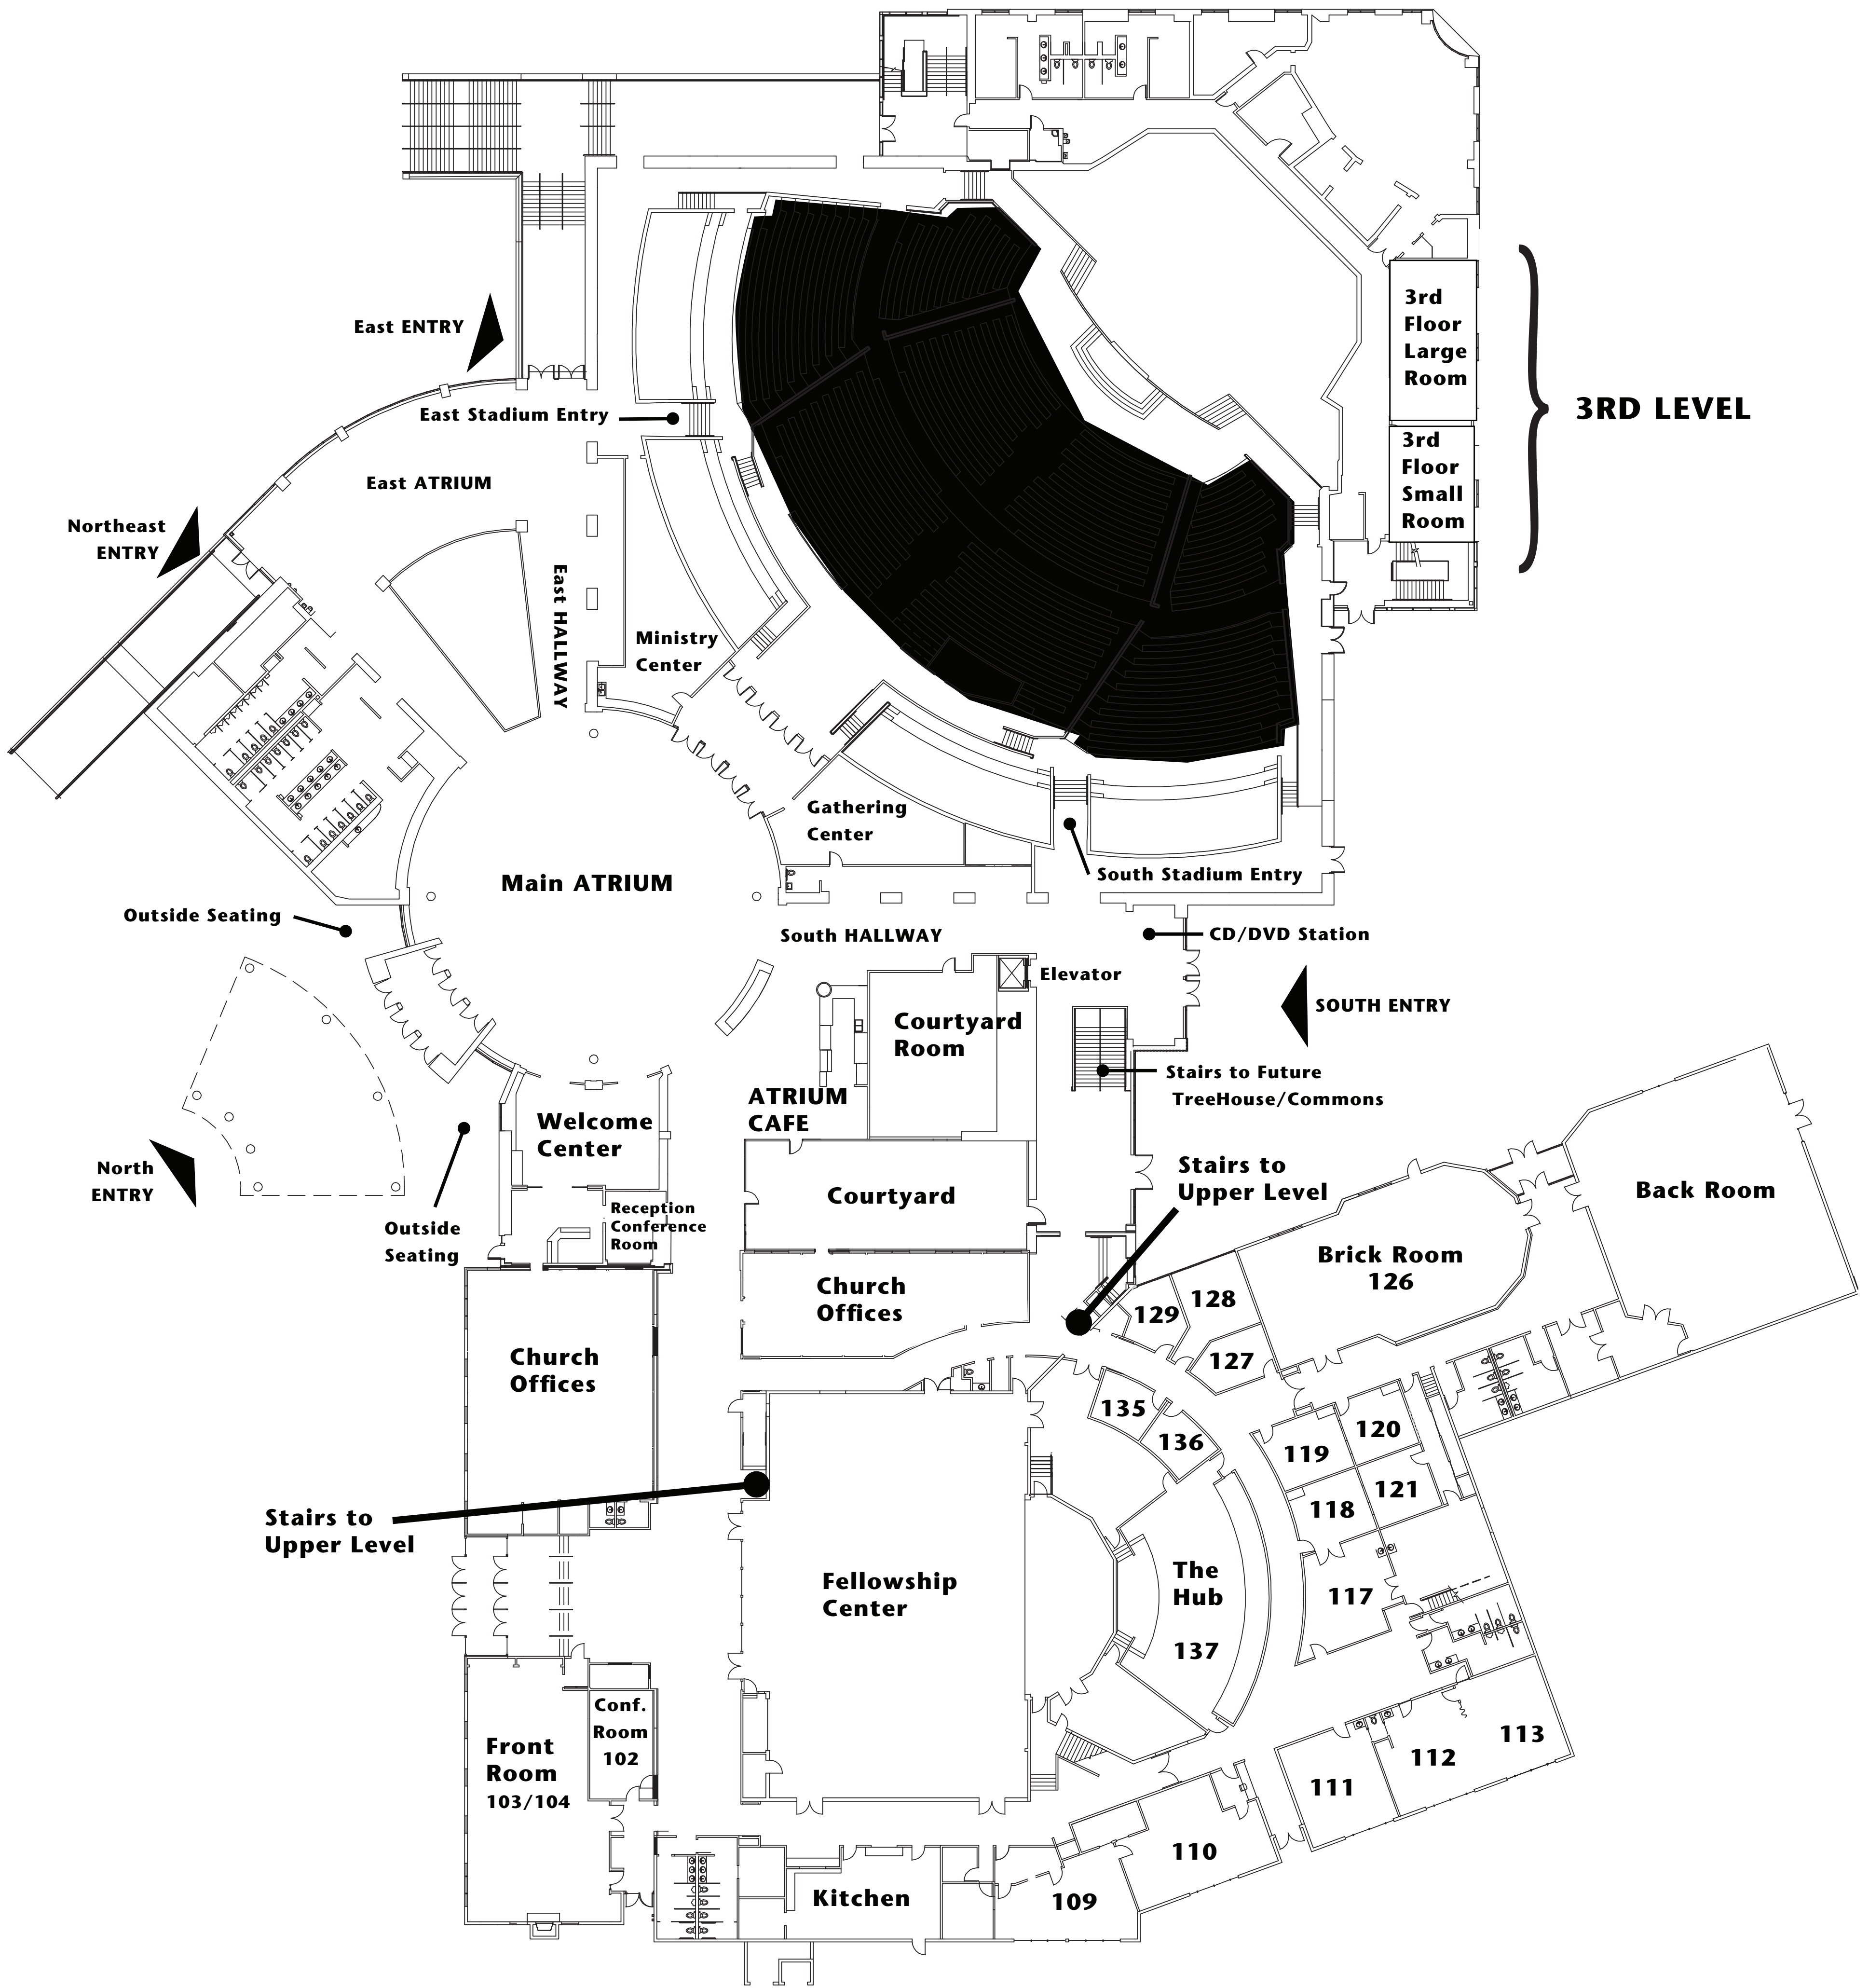 3rd
Floor
Large
Room
3RD LEVEL
3rd
Floor
Small
Room
East ENTRY
East Stadium Entry
East ATRIUM
Northeast
ENTRY
East HALLWAY
Ministry
Center
Gathering
Center
South Stadium Entry
Main ATRIUM
Outside Seating
South HALLWAY
CD/DVD Station
Elevator
SOUTH ENTRY
Courtyard
Room
Stairs to Future
TreeHouse/Commons
ATRIUM
CAFE
Welcome
Center
North
ENTRY
Outside
Seating
Reception
Conference
Room
Courtyard
Stairs to
Upper Level
Back Room
Brick Room
126
Church
Offices
129
128
127
Church
Offices
135
136
120
119
121
118
Stairs to
Upper Level
Fellowship
Center
The
Hub
137
117
Conf.
Room
102
Front
Room
103/104
113
112
111
110
109
Kitchen